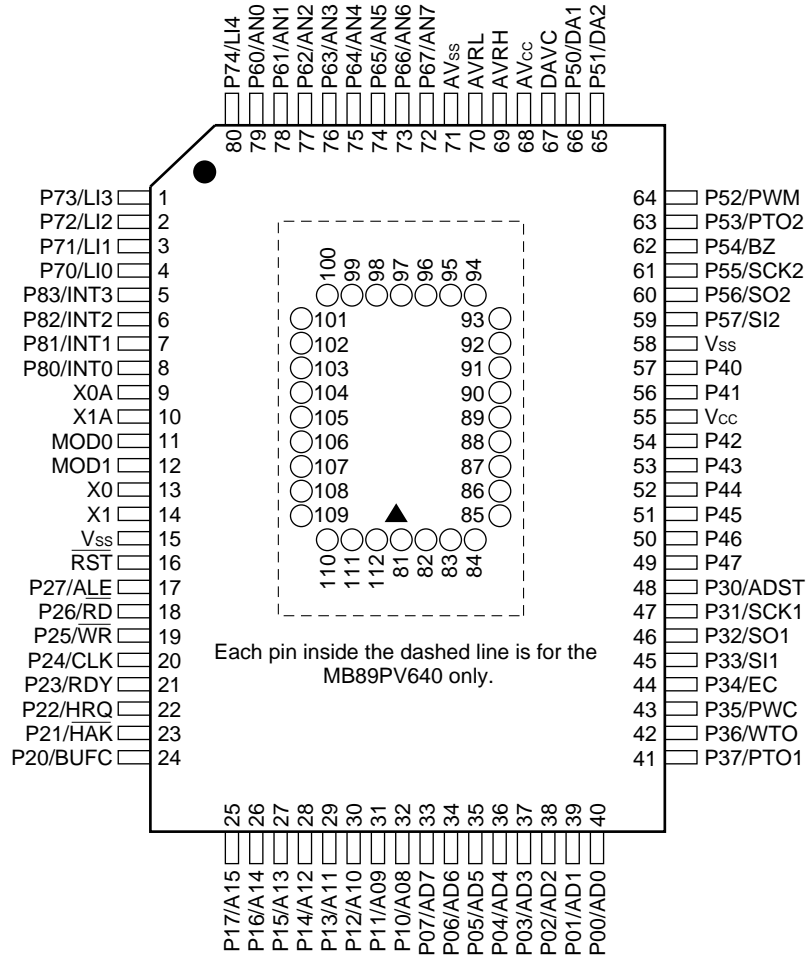 P74/LI4
P60/AN0
P61/AN1
P62/AN2
P63/AN3
P64/AN4
P65/AN5
P66/AN6
P67/AN7
AVss
AVRL
AVRH
AVcc
DAVC
P50/DA1
P51/DA2
80
79
78
77
76
75
74
73
72
71
70
69
68
67
66
65
P73/LI3 1
P72/LI2 2
P71/LI1 3
P70/LI0 4
P83/INT3 5
P82/INT2 6
P81/INT1 7
P80/INT0 8
X0A 9
X1A 10
MOD0 11
MOD1 12
X0 13
X1 14
Vss 15
RST 16
P27/ALE 17
P26/RD 18
P25/WR 19
P24/CLK 20
P23/RDY 21
P22/HRQ 22
P21/HAK 23
P20/BUFC 24
100
99
98
97
96
95
94
101
102
103
104
105
106
107
108
109
93
92
91
90
89
88
87
86
85
110
111
112
81
82
83
84
Each pin inside the dashed line is for the
MB89PV640 only.
64 P52/PWM
63 P53/PTO2
62 P54/BZ
61 P55/SCK2
60 P56/SO2
59 P57/SI2
58 Vss
57 P40
56 P41
55 Vcc
54 P42
53 P43
52 P44
51 P45
50 P46
49 P47
48 P30/ADST
47 P31/SCK1
46 P32/SO1
45 P33/SI1
44 P34/EC
43 P35/PWC
42 P36/WTO
41 P37/PTO1
25
26
27
28
29
30
31
32
33
34
35
36
37
38
39
40
P17/A15
P16/A14
P15/A13
P14/A12
P13/A11
P12/A10
P11/A09
P10/A08
P07/AD7
P06/AD6
P05/AD5
P04/AD4
P03/AD3
P02/AD2
P01/AD1
P00/AD0